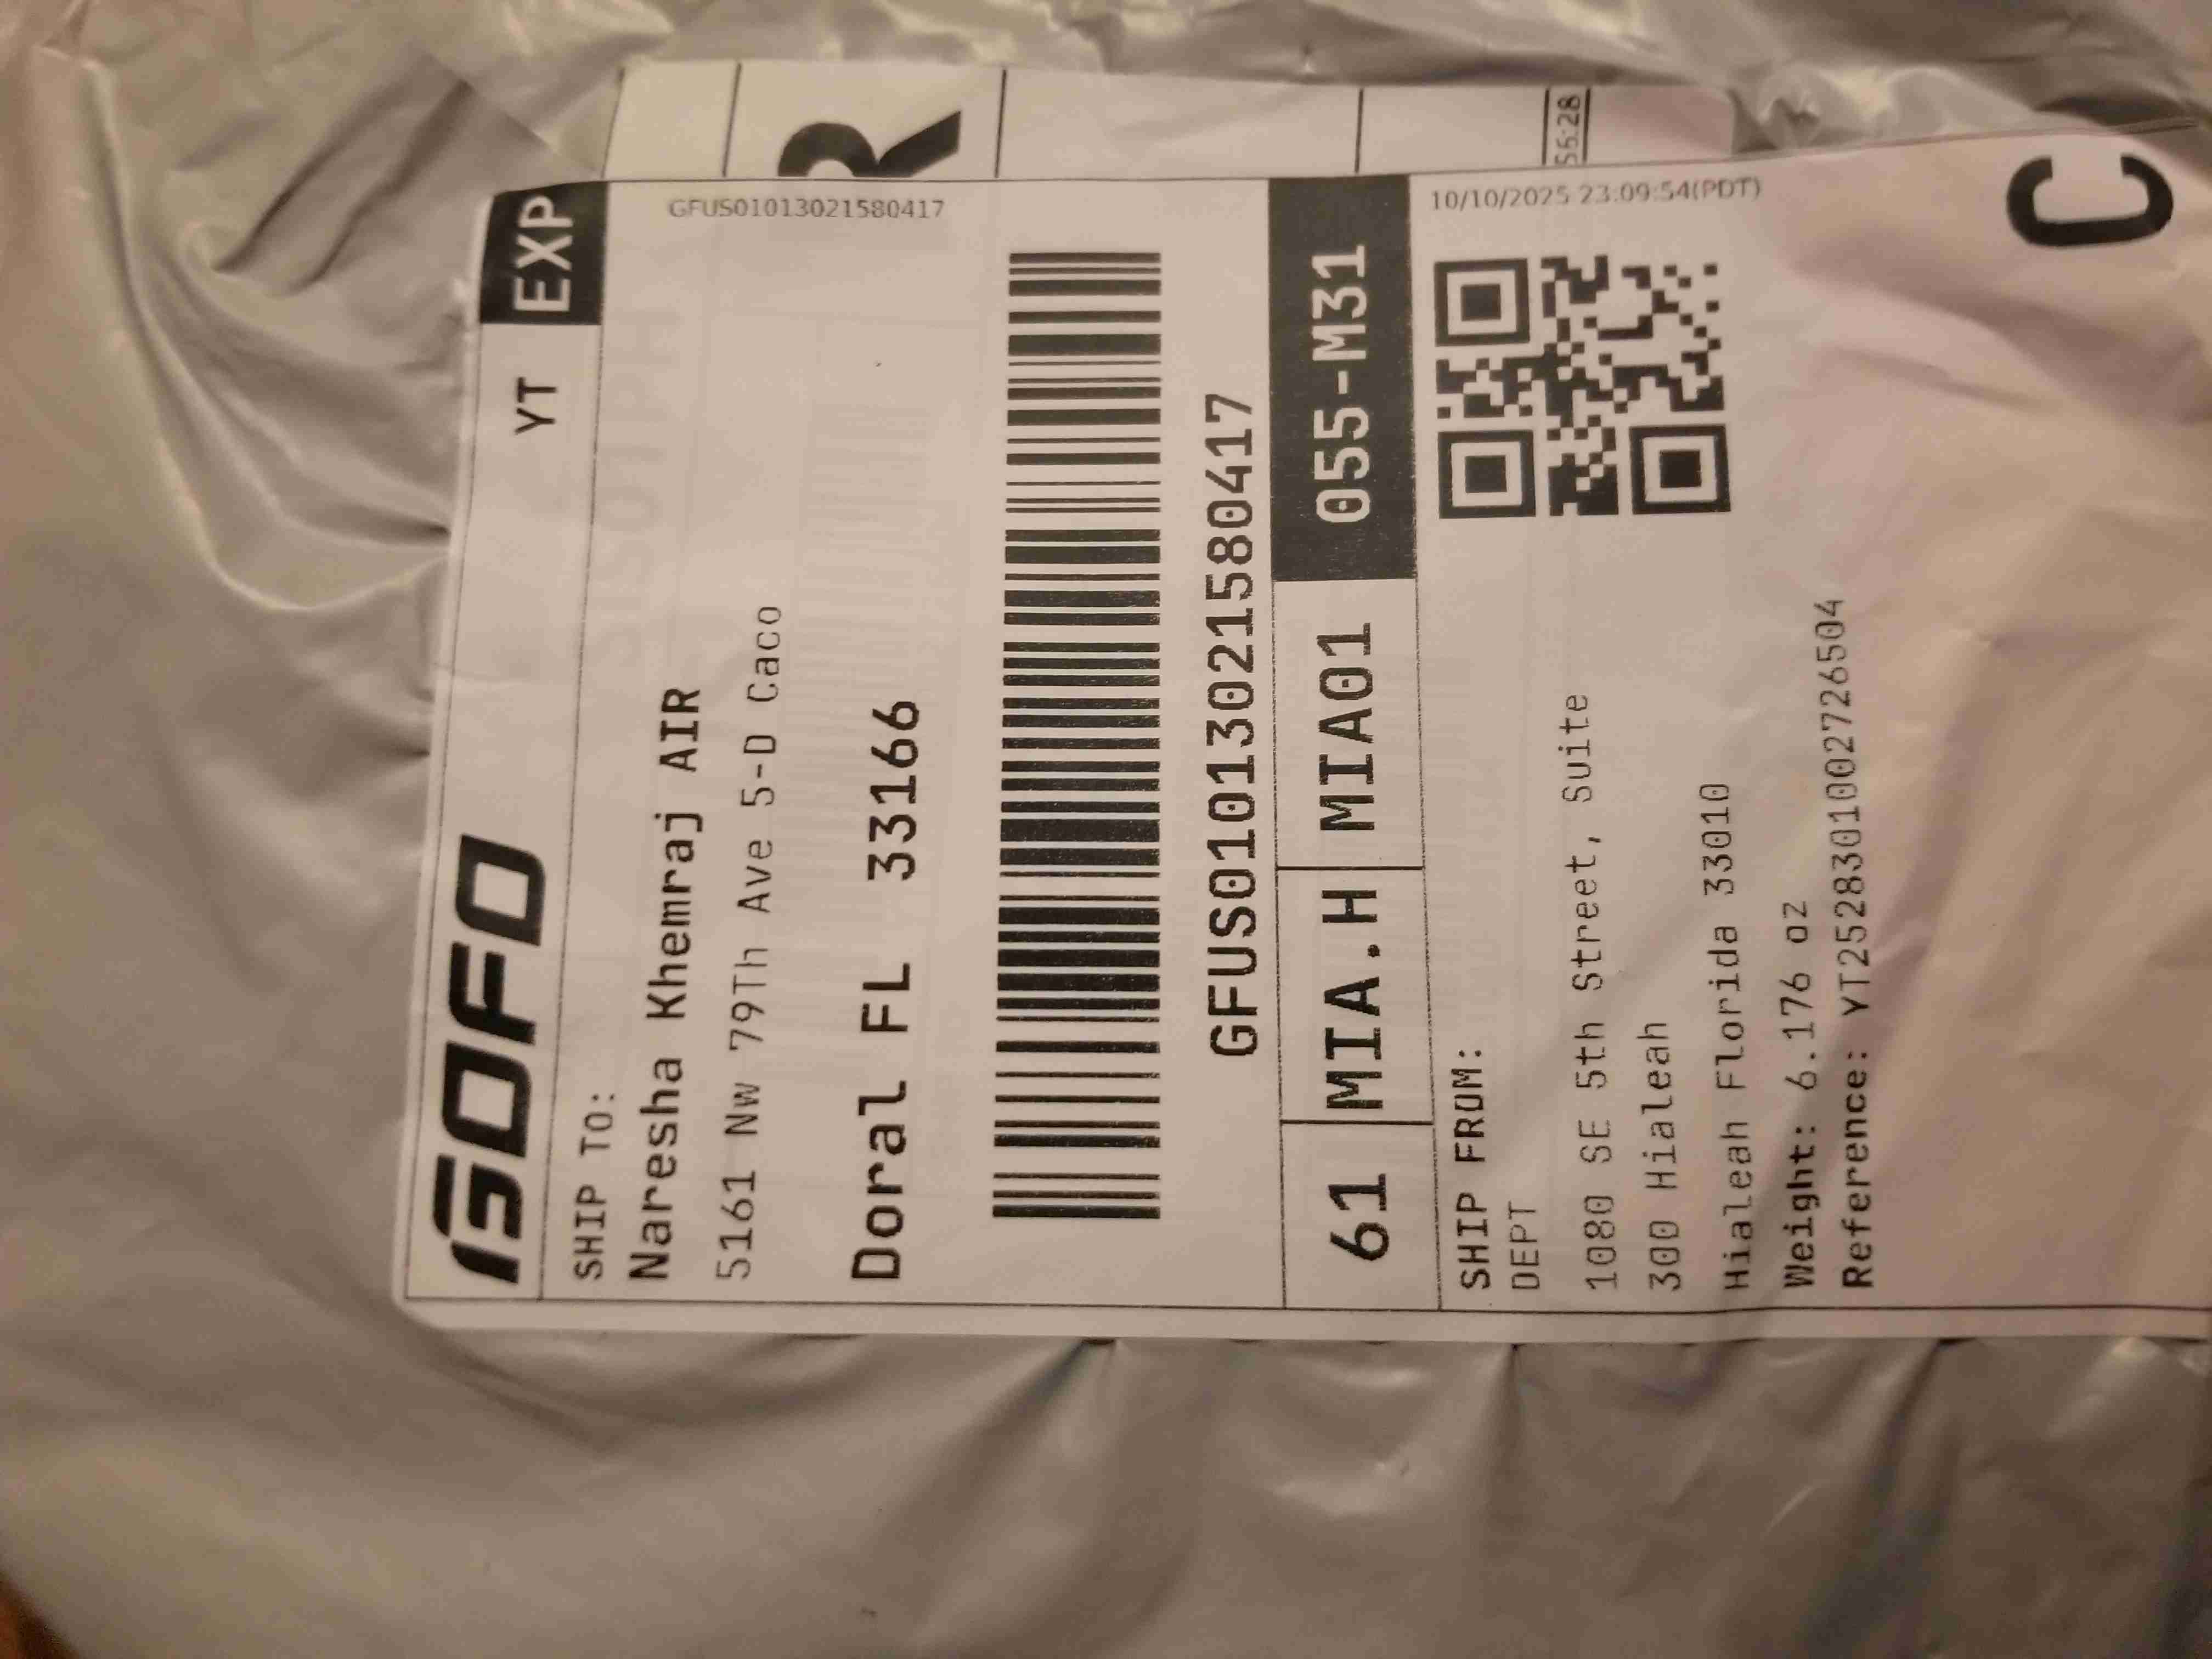 GOFO
YT EXP
SHIP TO:
GFUS01013021580417
Naresha Khemraj AIR
5161 Nw 79Th Ave 5-D Caco
Doral FL 33166
GFUS01013021580417
61 MIA.H MIA01 055-M31
SHIP FROM:
10/10/2025 23:09:54(PDT)
DEPT
1080 SE 5th Street, Suite
300 Hialeah
Hialeah Florida 33010
Weight: 6.176 oz
Reference: YT2528301002726504
C
R
56:28